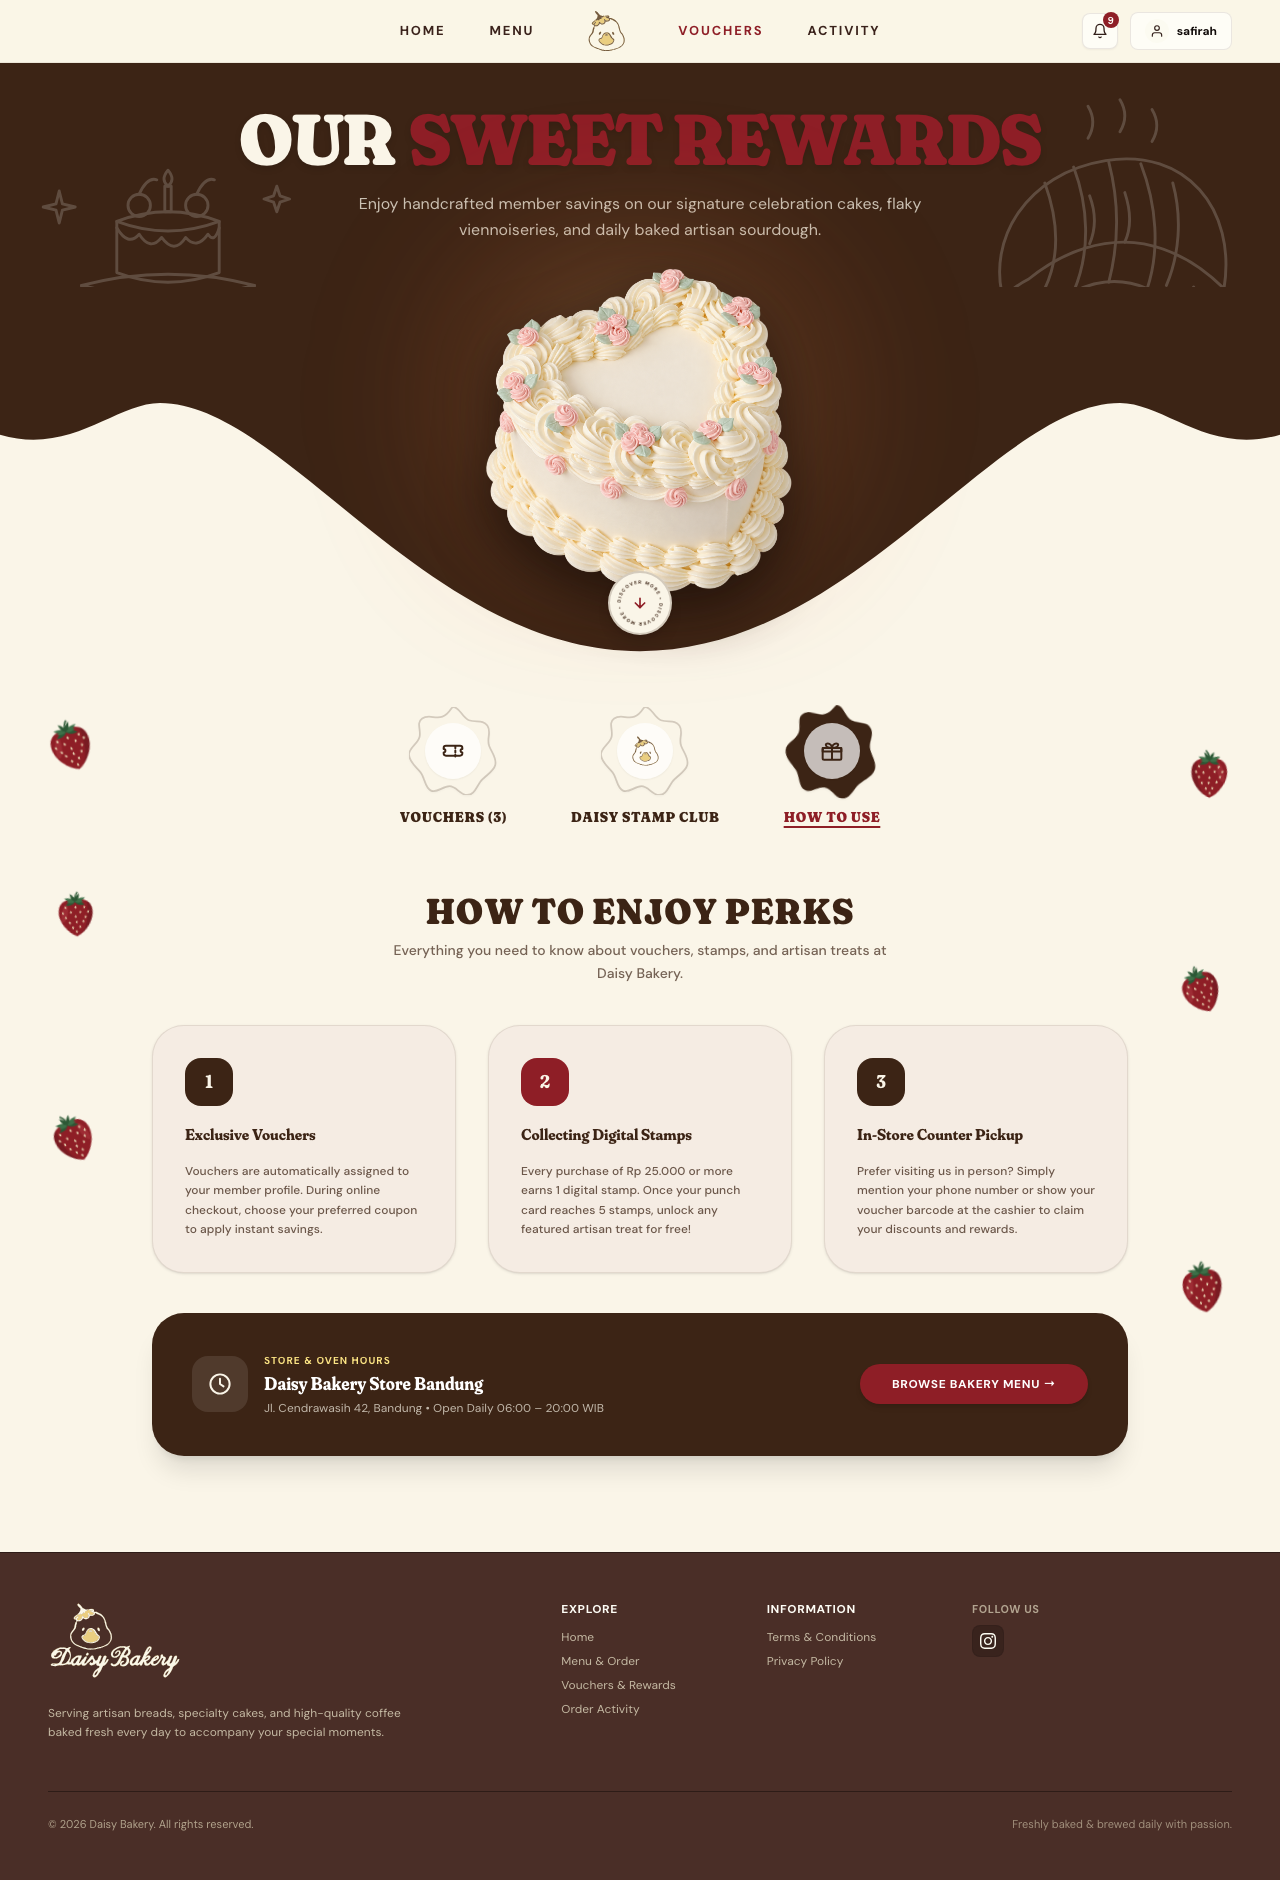 HOME
MENU
VOUCHERS
ACTIVITY
9
safirah
OUR SWEET REWARDS
Enjoy handcrafted member savings on our signature celebration cakes, flaky
viennoiseries, and daily baked artisan sourdough.
DISCOVER MORE • DISCOVER MORE •
VOUCHERS (3)
DAISY STAMP CLUB
HOW TO USE
HOW TO ENJOY PERKS
Everything you need to know about vouchers, stamps, and artisan treats at
Daisy Bakery.
1
Exclusive Vouchers
Vouchers are automatically assigned to
your member profile. During online
checkout, choose your preferred coupon
to apply instant savings.
2
Collecting Digital Stamps
Every purchase of Rp 25.000 or more
earns 1 digital stamp. Once your punch
card reaches 5 stamps, unlock any
featured artisan treat for free!
3
In-Store Counter Pickup
Prefer visiting us in person? Simply
mention your phone number or show your
voucher barcode at the cashier to claim
your discounts and rewards.
STORE & OVEN HOURS
Daisy Bakery Store Bandung
Jl. Cendrawasih 42, Bandung • Open Daily 06:00 – 20:00 WIB
BROWSE BAKERY MENU →
Daisy Bakery
Serving artisan breads, specialty cakes, and high-quality coffee
baked fresh every day to accompany your special moments.
EXPLORE
Home
Menu & Order
Vouchers & Rewards
Order Activity
INFORMATION
Terms & Conditions
Privacy Policy
FOLLOW US
© 2026 Daisy Bakery. All rights reserved.
Freshly baked & brewed daily with passion.